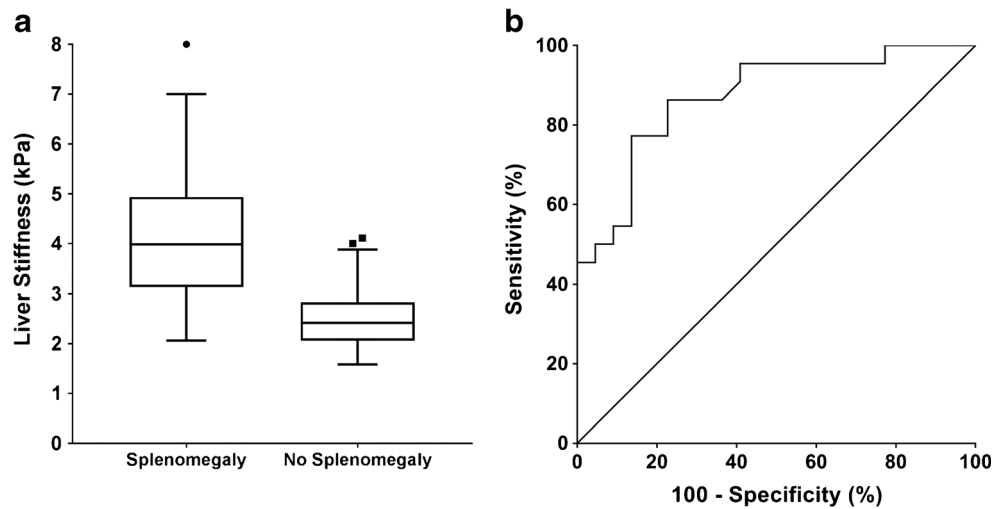 a
8
7
6
5
4
3
2
1
0
Liver Stiffness (kPa)
Splenomegaly
No Splenomegaly
b
100
80
60
40
20
0
Sensitivity (%)
0 20 40 60 80 100
100 - Specificity (%)